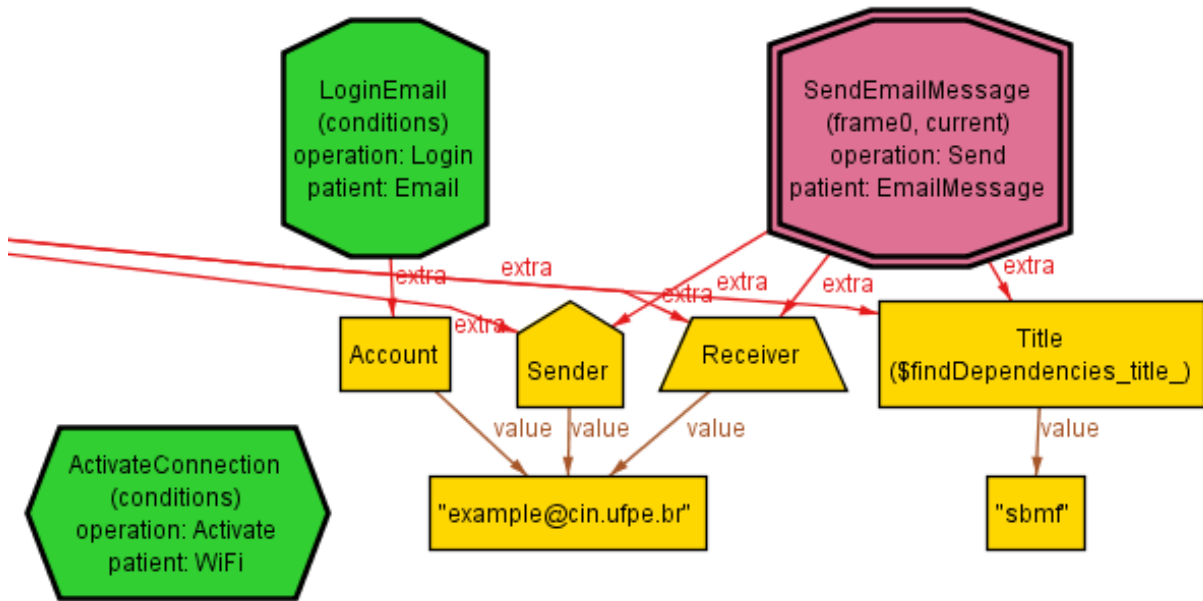 LoginEmail
(conditions)
operation: Login
patient: Email
SendEmailMessage
(frame0, current)
operation: Send
patient: EmailMessage
extra
extra
extra
extra
extra
extra
extra
Account
Sender
Receiver
Title
($findDependencies_title_)
value
value
value
value
ActivateConnection
(conditions)
operation: Activate
patient: WiFi
"example@cin.ufpe.br"
"sbmf"